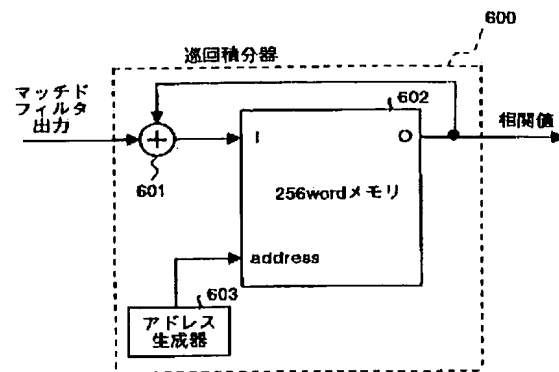 600
巡回積分器
マッチド
フィルタ
出力
602
相関値
I
O
+
601
256wordメモリ
address
603
アドレス
生成器